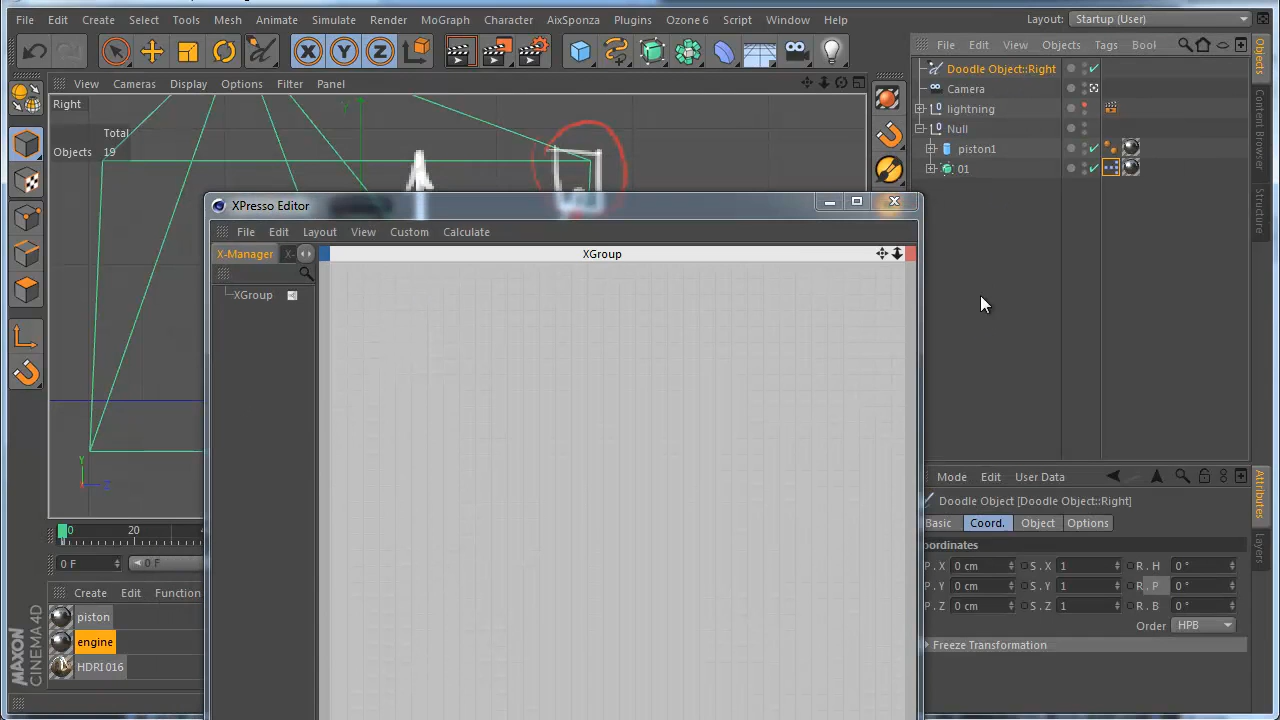 File Edit Create Select Tools Mesh Animate Simulate Render MoGraph Character AixSponza Plugins Ozone 6 Script Window Help Layout: Startup (User)
X Y Z
File Edit View Objects Tags Bool
View Cameras Display Options Filter Panel
Right
Total
Objects 19
Y
Doodle Object::Right
Camera
lightning
Null
piston1
01
Objects
Content Browser
Structure
XPresso Editor
File Edit Layout View Custom Calculate
X-Manager X- XGroup
XGroup
Y
Z
0 20 4
0 F 0 F
Create Edit Function
piston
engine
HDRI 016
MAXON
CINEMA 4D
Mode Edit User Data
Doodle Object [Doodle Object::Right]
Basic Coord. Object Options
oordinates
P . X 0 cm S . X 1 R . H 0 °
P . Y 0 cm S . Y 1 R . P 0 °
P . Z 0 cm S . Z 1 R . B 0 °
Order HPB
Freeze Transformation
Attributes
Layers